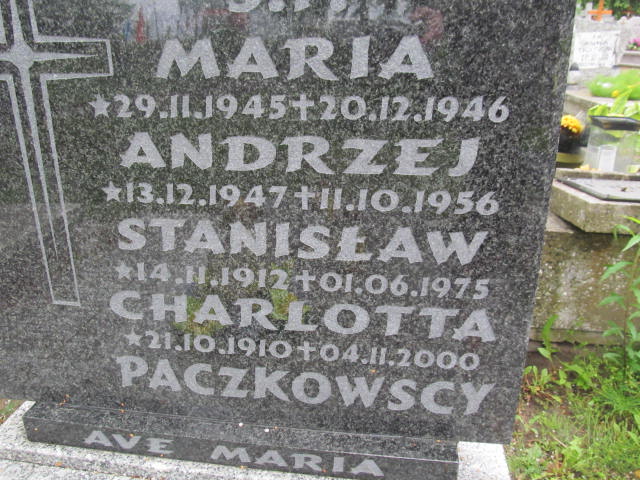 Ś.P.
MARIA
★29.11.1945✝20.12.1946
ANDRZEJ
★13.12.1947✝11.10.1956
STANISŁAW
★14.11.1912✝01.06.1975
CHARLOTTA
★21.10.1910✝04.11.2000
PACZKOWSCY
AVE MARIA